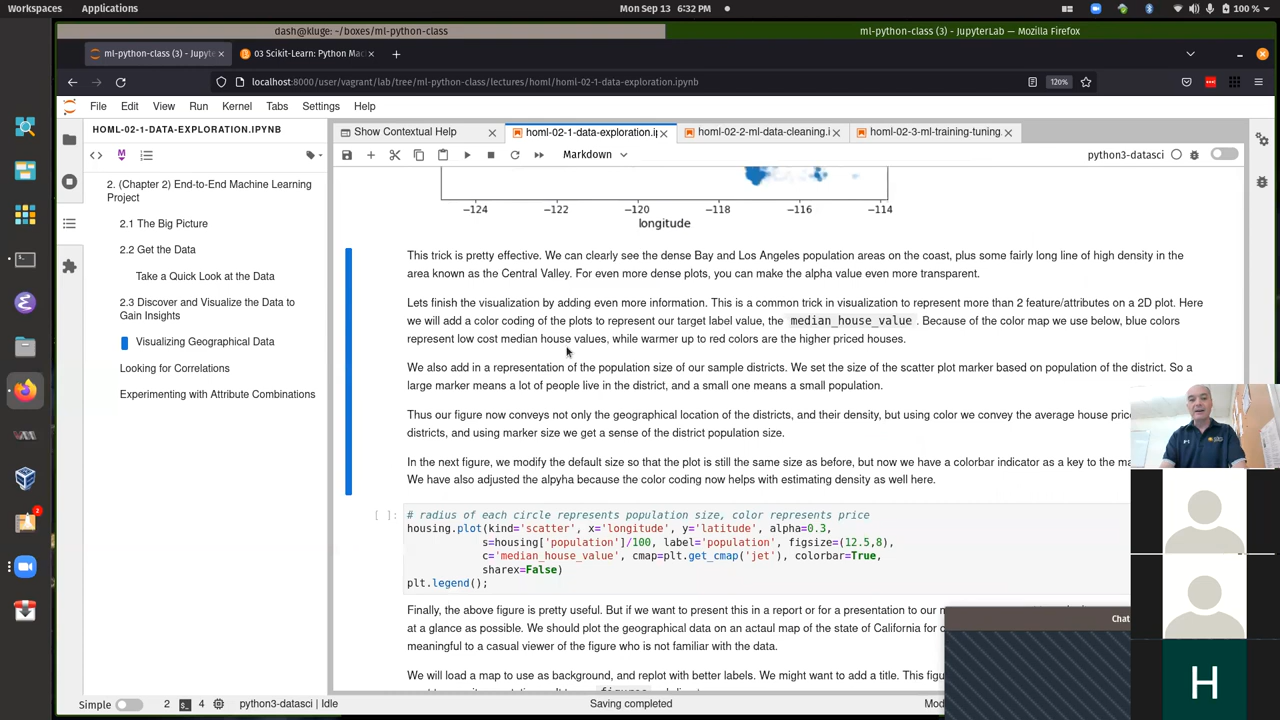 Workspaces Applications Mon Sep 13 6:32 PM 100 %
dash@kluge: ~/boxes/ml-python-class ml-python-class (3) - JupyterLab — Mozilla Firefox
ml-python-class (3) - Jupyte 03 Scikit-Learn: Python Mac
localhost:8000/user/vagrant/lab/tree/ml-python-class/lectures/homl/homl-02-1-data-exploration.ipynb 120%
File Edit View Run Kernel Tabs Settings Help
HOML-02-1-DATA-EXPLORATION.IPYNB
Show Contextual Help homl-02-1-data-exploration.ip homl-02-2-ml-data-cleaning.i homl-02-3-ml-training-tuning.
Markdown python3-datasci
2. (Chapter 2) End-to-End Machine Learning
Project
2.1 The Big Picture
2.2 Get the Data
Take a Quick Look at the Data
2.3 Discover and Visualize the Data to
Gain Insights
Visualizing Geographical Data
Looking for Correlations
Experimenting with Attribute Combinations
−124 −122 −120 −118 −116 −114
longitude
This trick is pretty effective. We can clearly see the dense Bay and Los Angeles population areas on the coast, plus some fairly long line of high density in the
area known as the Central Valley. For even more dense plots, you can make the alpha value even more transparent.
Lets finish the visualization by adding even more information. This is a common trick in visualization to represent more than 2 feature/attributes on a 2D plot. Here
we will add a color coding of the plots to represent our target label value, the median_house_value . Because of the color map we use below, blue colors
represent low cost median house values, while warmer up to red colors are the higher priced houses.
We also add in a representation of the population size of our sample districts. We set the size of the scatter plot marker based on population of the district. So a
large marker means a lot of people live in the district, and a small one means a small population.
Thus our figure now conveys not only the geographical location of the districts, and their density, but using color we convey the average house pric
districts, and using marker size we get a sense of the district population size.
In the next figure, we modify the default size so that the plot is still the same size as before, but now we have a colorbar indicator as a key to the ma
We have also adjusted the alpyha because the color coding now helps with estimating density as well here.
[ ]: # radius of each circle represents population size, color represents price
housing.plot(kind='scatter', x='longitude', y='latitude', alpha=0.3,
s=housing['population']/100, label='population', figsize=(12.5,8),
c='median_house_value', cmap=plt.get_cmap('jet'), colorbar=True,
sharex=False)
plt.legend();
Finally, the above figure is pretty useful. But if we want to present this in a report or for a presentation to our m
at a glance as possible. We should plot the geographical data on an actaul map of the state of California for c
meaningful to a casual viewer of the figure who is not familiar with the data.
We will load a map to use as background, and replot with better labels. We might want to add a title. This figu
Chat
H
2
Simple 2 4 python3-datasci | Idle Saving completed Mod